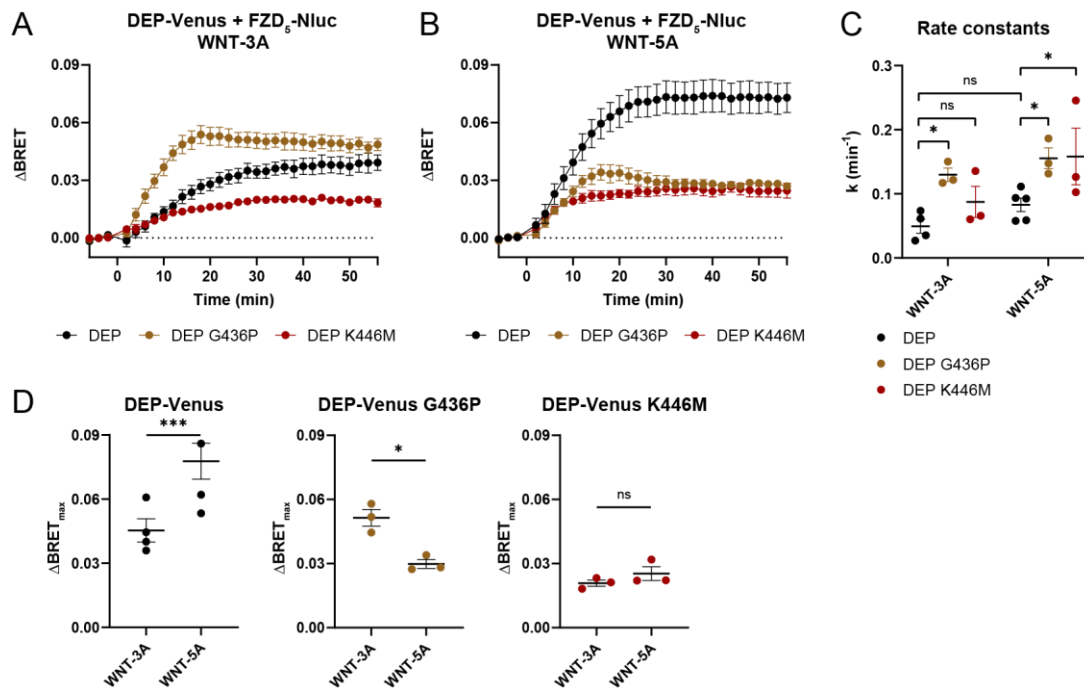 A
DEP-Venus + FZD₅-Nluc
WNT-3A
ΔBRET
0.09
0.06
0.03
0.00
0 10 20 30 40 50
Time (min)
DEP DEP G436P DEP K446M
B
DEP-Venus + FZD₅-Nluc
WNT-5A
ΔBRET
0.09
0.06
0.03
0.00
0 10 20 30 40 50
Time (min)
DEP DEP G436P DEP K446M
C
Rate constants
k (min⁻¹)
0.3
0.2
0.1
0.0
ns
ns
*
*
*
WNT-3A
WNT-5A
DEP
DEP G436P
DEP K446M
D
DEP-Venus
ΔBRETmax
0.09
0.06
0.03
0.00
***
WNT-3A
WNT-5A
DEP-Venus G436P
ΔBRETmax
0.09
0.06
0.03
0.00
*
WNT-3A
WNT-5A
DEP-Venus K446M
ΔBRETmax
0.09
0.06
0.03
0.00
ns
WNT-3A
WNT-5A